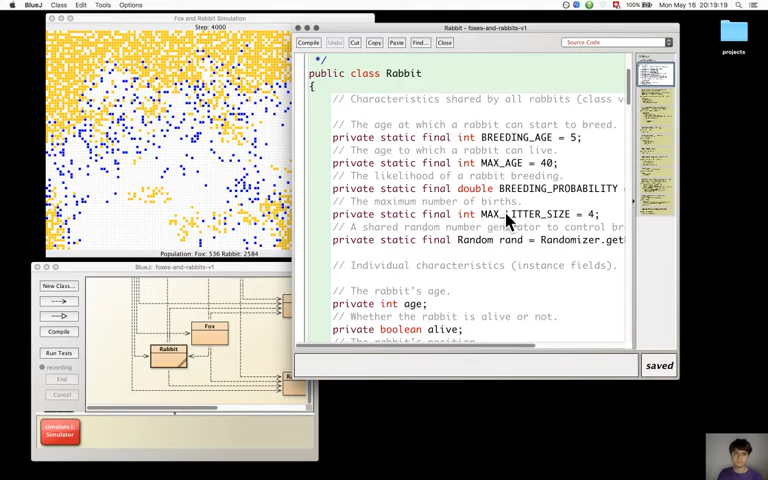 BlueJ Class Edit Tools Options
100% Mon May 16 20:19:19
Fox and Rabbit Simulation
Step: 4000
Population: Fox: 536 Rabbit: 2584
Rabbit - foxes-and-rabbits-v1
Compile Undo Cut Copy Paste Find... Close
Source Code
*/
public class Rabbit
{
// Characteristics shared by all rabbits (class v
// The age at which a rabbit can start to breed.
private static final int BREEDING_AGE = 5;
// The age to which a rabbit can live.
private static final int MAX_AGE = 40;
// The likelihood of a rabbit breeding.
private static final double BREEDING_PROBABILITY =
// The maximum number of births.
private static final int MAX_LITTER_SIZE = 4;
// A shared random number generator to control br
private static final Random rand = Randomizer.get
// Individual characteristics (instance fields).
// The rabbit's age.
private int age;
// Whether the rabbit is alive or not.
private boolean alive;
// The rabbit's position
saved
projects
BlueJ: foxes-and-rabbits-v1
New Class...
Compile
Run Tests
recording
End
Cancel
Fox
Rabbit
simulato1:
Simulator